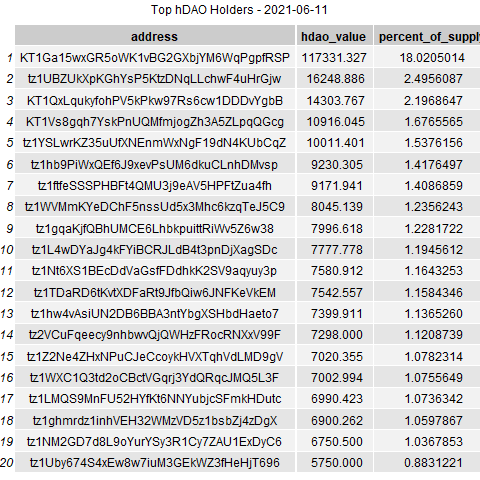 Top hDAO Holders - 2021-06-11
address hdao_value percent_of_supply
1 KT1Ga15wxGR5oWK1vBG2GXbjYM6WqPgpfRSP 117331.327 18.0205014
2 tz1UBZUkXpKGhYsP5KtzDNqLLchwF4uHrGjw 16248.886 2.4956087
3 KT1QxLqukyfohPV5kPkw97Rs6cw1DDDvYgbB 14303.767 2.1968647
4 KT1Vs8gqh7YskPnUQMfmjogZh3A5ZLpqQGcg 10916.045 1.6765565
5 tz1YSLwrKZ35uUfXNEnmWxNgF19dN4KUbCqZ 10011.401 1.5376156
6 tz1hb9PiWxQEf6J9xevPsUM6dkuCLnhDMvsp 9230.305 1.4176497
7 tz1ftfeSSSPHBFt4QMU3j9eAV5HPFtZua4fh 9171.941 1.4086859
8 tz1WVMmKYeDChF5nssUd5x3Mhc6kzqTeJ5C9 8045.139 1.2356243
9 tz1gqaKjfQBhUMCE6LhbkpuittRiWv5Z6w38 7996.618 1.2281722
10 tz1L4wDYaJg4kFYiBCRJLdB4t3pnDjXagSDc 7777.778 1.1945612
11 tz1Nt6XS1BEcDdVaGsfFDdhkK2SV9aqyuy3p 7580.912 1.1643253
12 tz1TDaRD6tKvtXDFaRt9JfbQiw6JNFKeVkEM 7542.557 1.1584346
13 tz1hw4vAsiUN2DB6BBA3ntYbgXSHbdHaeto7 7399.911 1.1365260
14 tz2VCuFqeecy9nhbwvQjQWHzFRocRNXxV99F 7298.000 1.1208739
15 tz1Z2Ne4ZHxNPuCJeCcoykHVXTqhVdLMD9gV 7020.355 1.0782314
16 tz1WXC1Q3td2oCBctVGqrj3YdQRqcJMQ5L3F 7002.994 1.0755649
17 tz1LMQS9MnFU52HYfKt6NNYubjcSFmkHDutc 6990.423 1.0736342
18 tz1ghmrdz1inhVEH32WMzVD5z1bsbZj4zDgX 6900.262 1.0597867
19 tz1NM2GD7d8L9oYurYSy3R1Cy7ZAU1ExDyC6 6750.500 1.0367853
20 tz1Uby674S4xEw8w7iuM3GEkWZ3fHeHjT696 5750.000 0.8831221